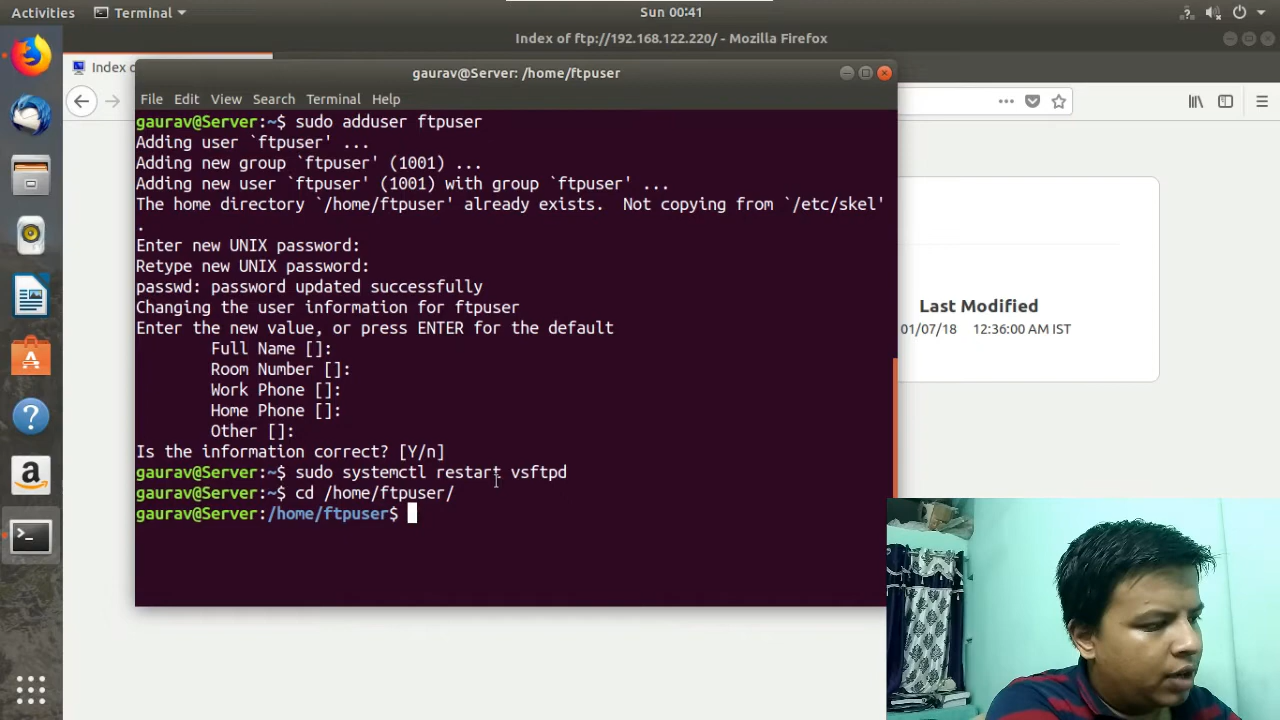 Activities
Terminal
Sun 00:41
Index of ftp://192.168.122.220/ - Mozilla Firefox
Index o
gaurav@Server: /home/ftpuser
File Edit View Search Terminal Help
gaurav@Server:~$ sudo adduser ftpuser
Adding user `ftpuser' ...
Adding new group `ftpuser' (1001) ...
Adding new user `ftpuser' (1001) with group `ftpuser' ...
The home directory `/home/ftpuser' already exists.  Not copying from `/etc/skel'
.
Enter new UNIX password:
Retype new UNIX password:
passwd: password updated successfully
Changing the user information for ftpuser
Enter the new value, or press ENTER for the default
Full Name []:
Room Number []:
Work Phone []:
Home Phone []:
Other []:
Is the information correct? [Y/n]
gaurav@Server:~$ sudo systemctl restart vsftpd
gaurav@Server:~$ cd /home/ftpuser/
gaurav@Server:/home/ftpuser$
Last Modified
01/07/18 12:36:00 AM IST